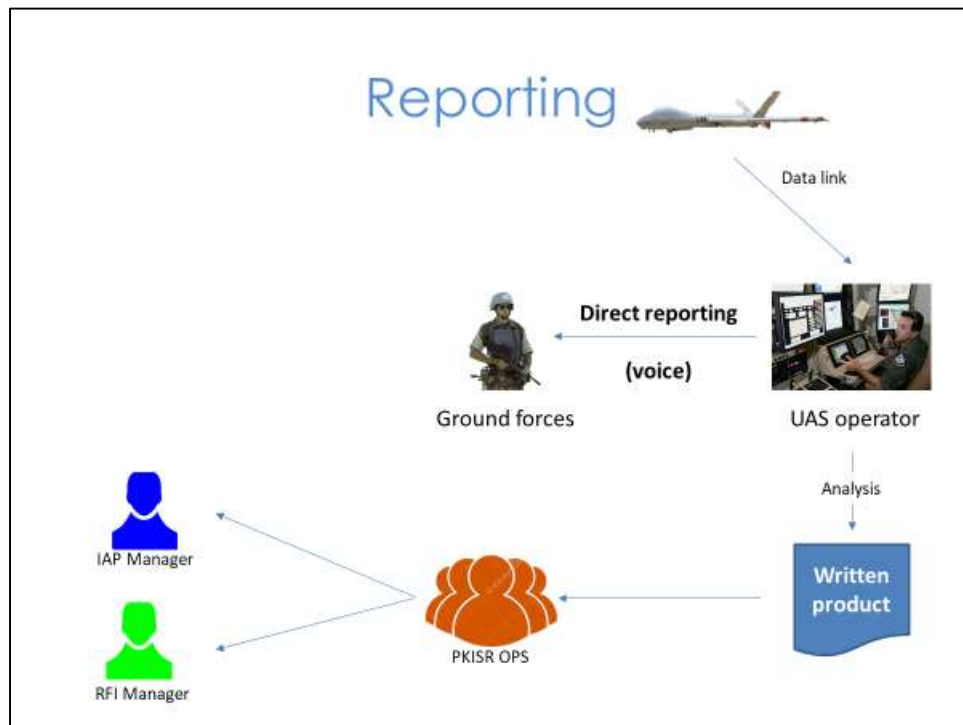 Reporting
Data link
Direct reporting
(voice)
Ground forces
UAS operator
Analysis
IAP Manager
Written
product
PKISR OPS
RFI Manager